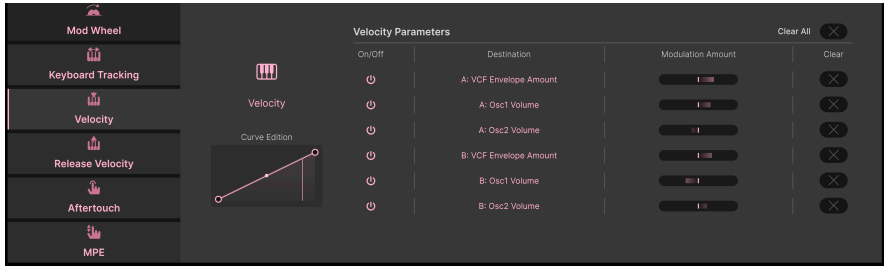 Mod Wheel
Keyboard Tracking
Velocity
Release Velocity
Aftertouch
MPE
Velocity
Curve Edition
Velocity Parameters Clear All
On/Off Destination Modulation Amount Clear
A: VCF Envelope Amount
A: Osc1 Volume
A: Osc2 Volume
B: VCF Envelope Amount
B: Osc1 Volume
B: Osc2 Volume